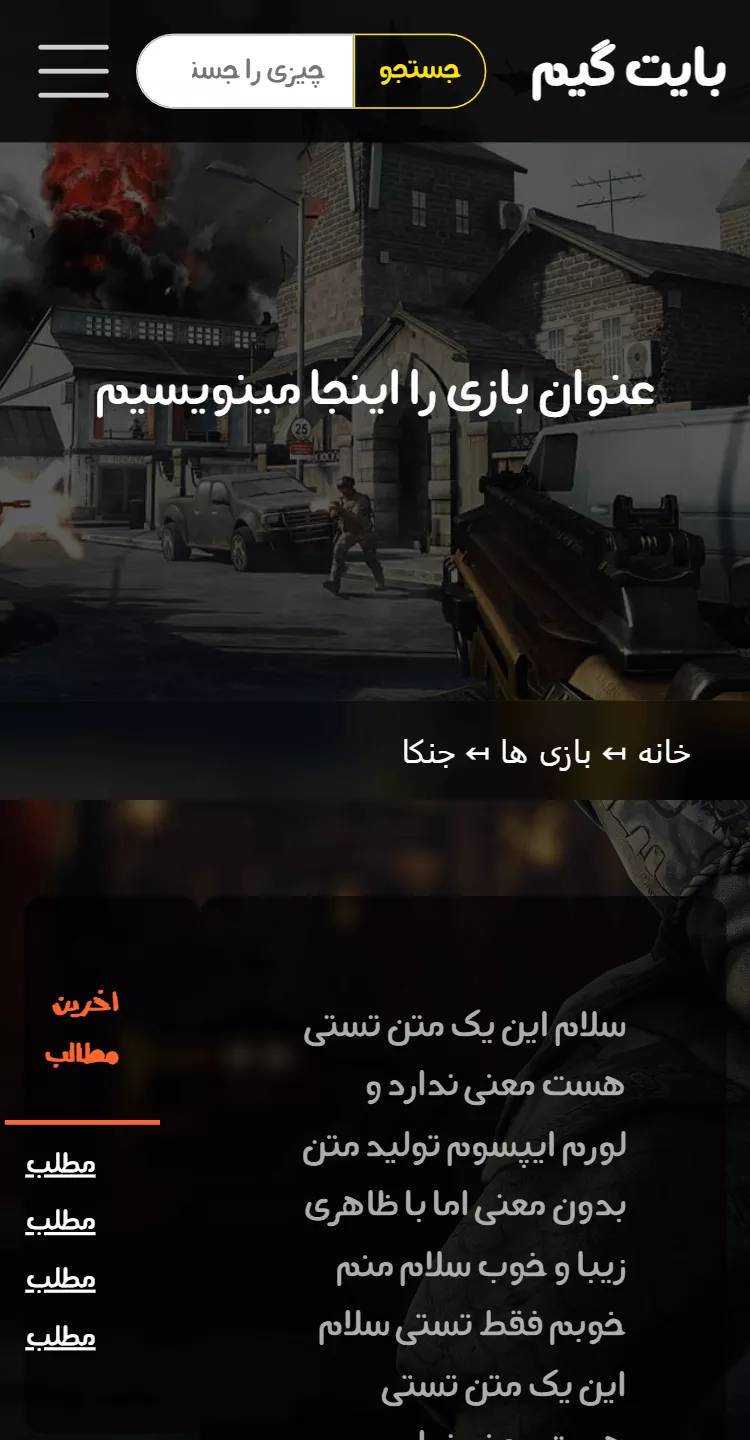 بایت گیم
جستجو
چیزی را جسن
عنوان بازی را اینجا مینویسیم
25
خانه ↤ بازی ها ↤ جنکا
سلام این یک متن تستی
هست معنی ندارد و
لورم ایپسوم تولید متن
بدون معنی اما با ظاهری
زیبا و خوب سلام منم
خوبم فقط تستی سلام
این یک متن تستی
اخرین
مطالب
مطلب
مطلب
مطلب
مطلب